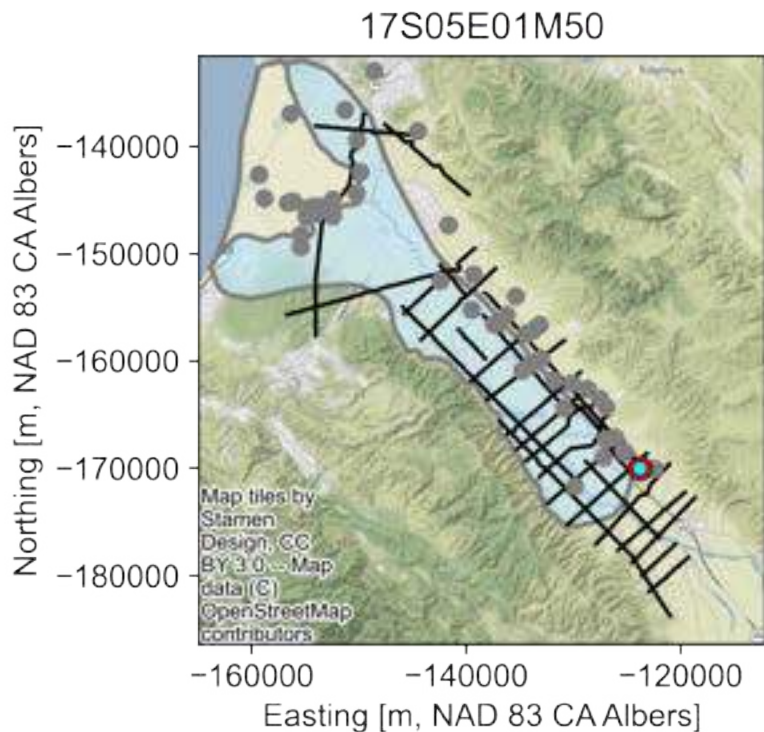 17S05E01M50
Northing [m, NAD 83 CA Albers]
−140000
−150000
−160000
−170000
−180000
Map tiles by
Stamen
Design, CC
BY 3.0 -- Map
data (C)
OpenStreetMap
contributors
−160000
−140000
−120000
Easting [m, NAD 83 CA Albers]